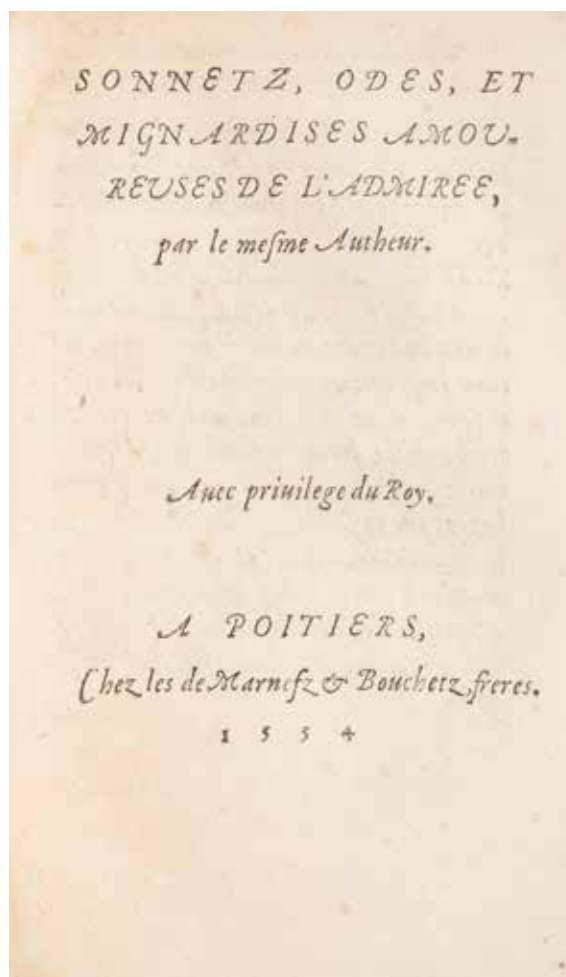 SONNETZ, ODES, ET
MIGNARDISES AMOU-
REUSES DE L'ADMIREE,
par le meſme Autheur.
Auec priuilege du Roy.
A POITIERS,
Chez les de Marnefz & Bouchetz, freres.
1 5 5 4